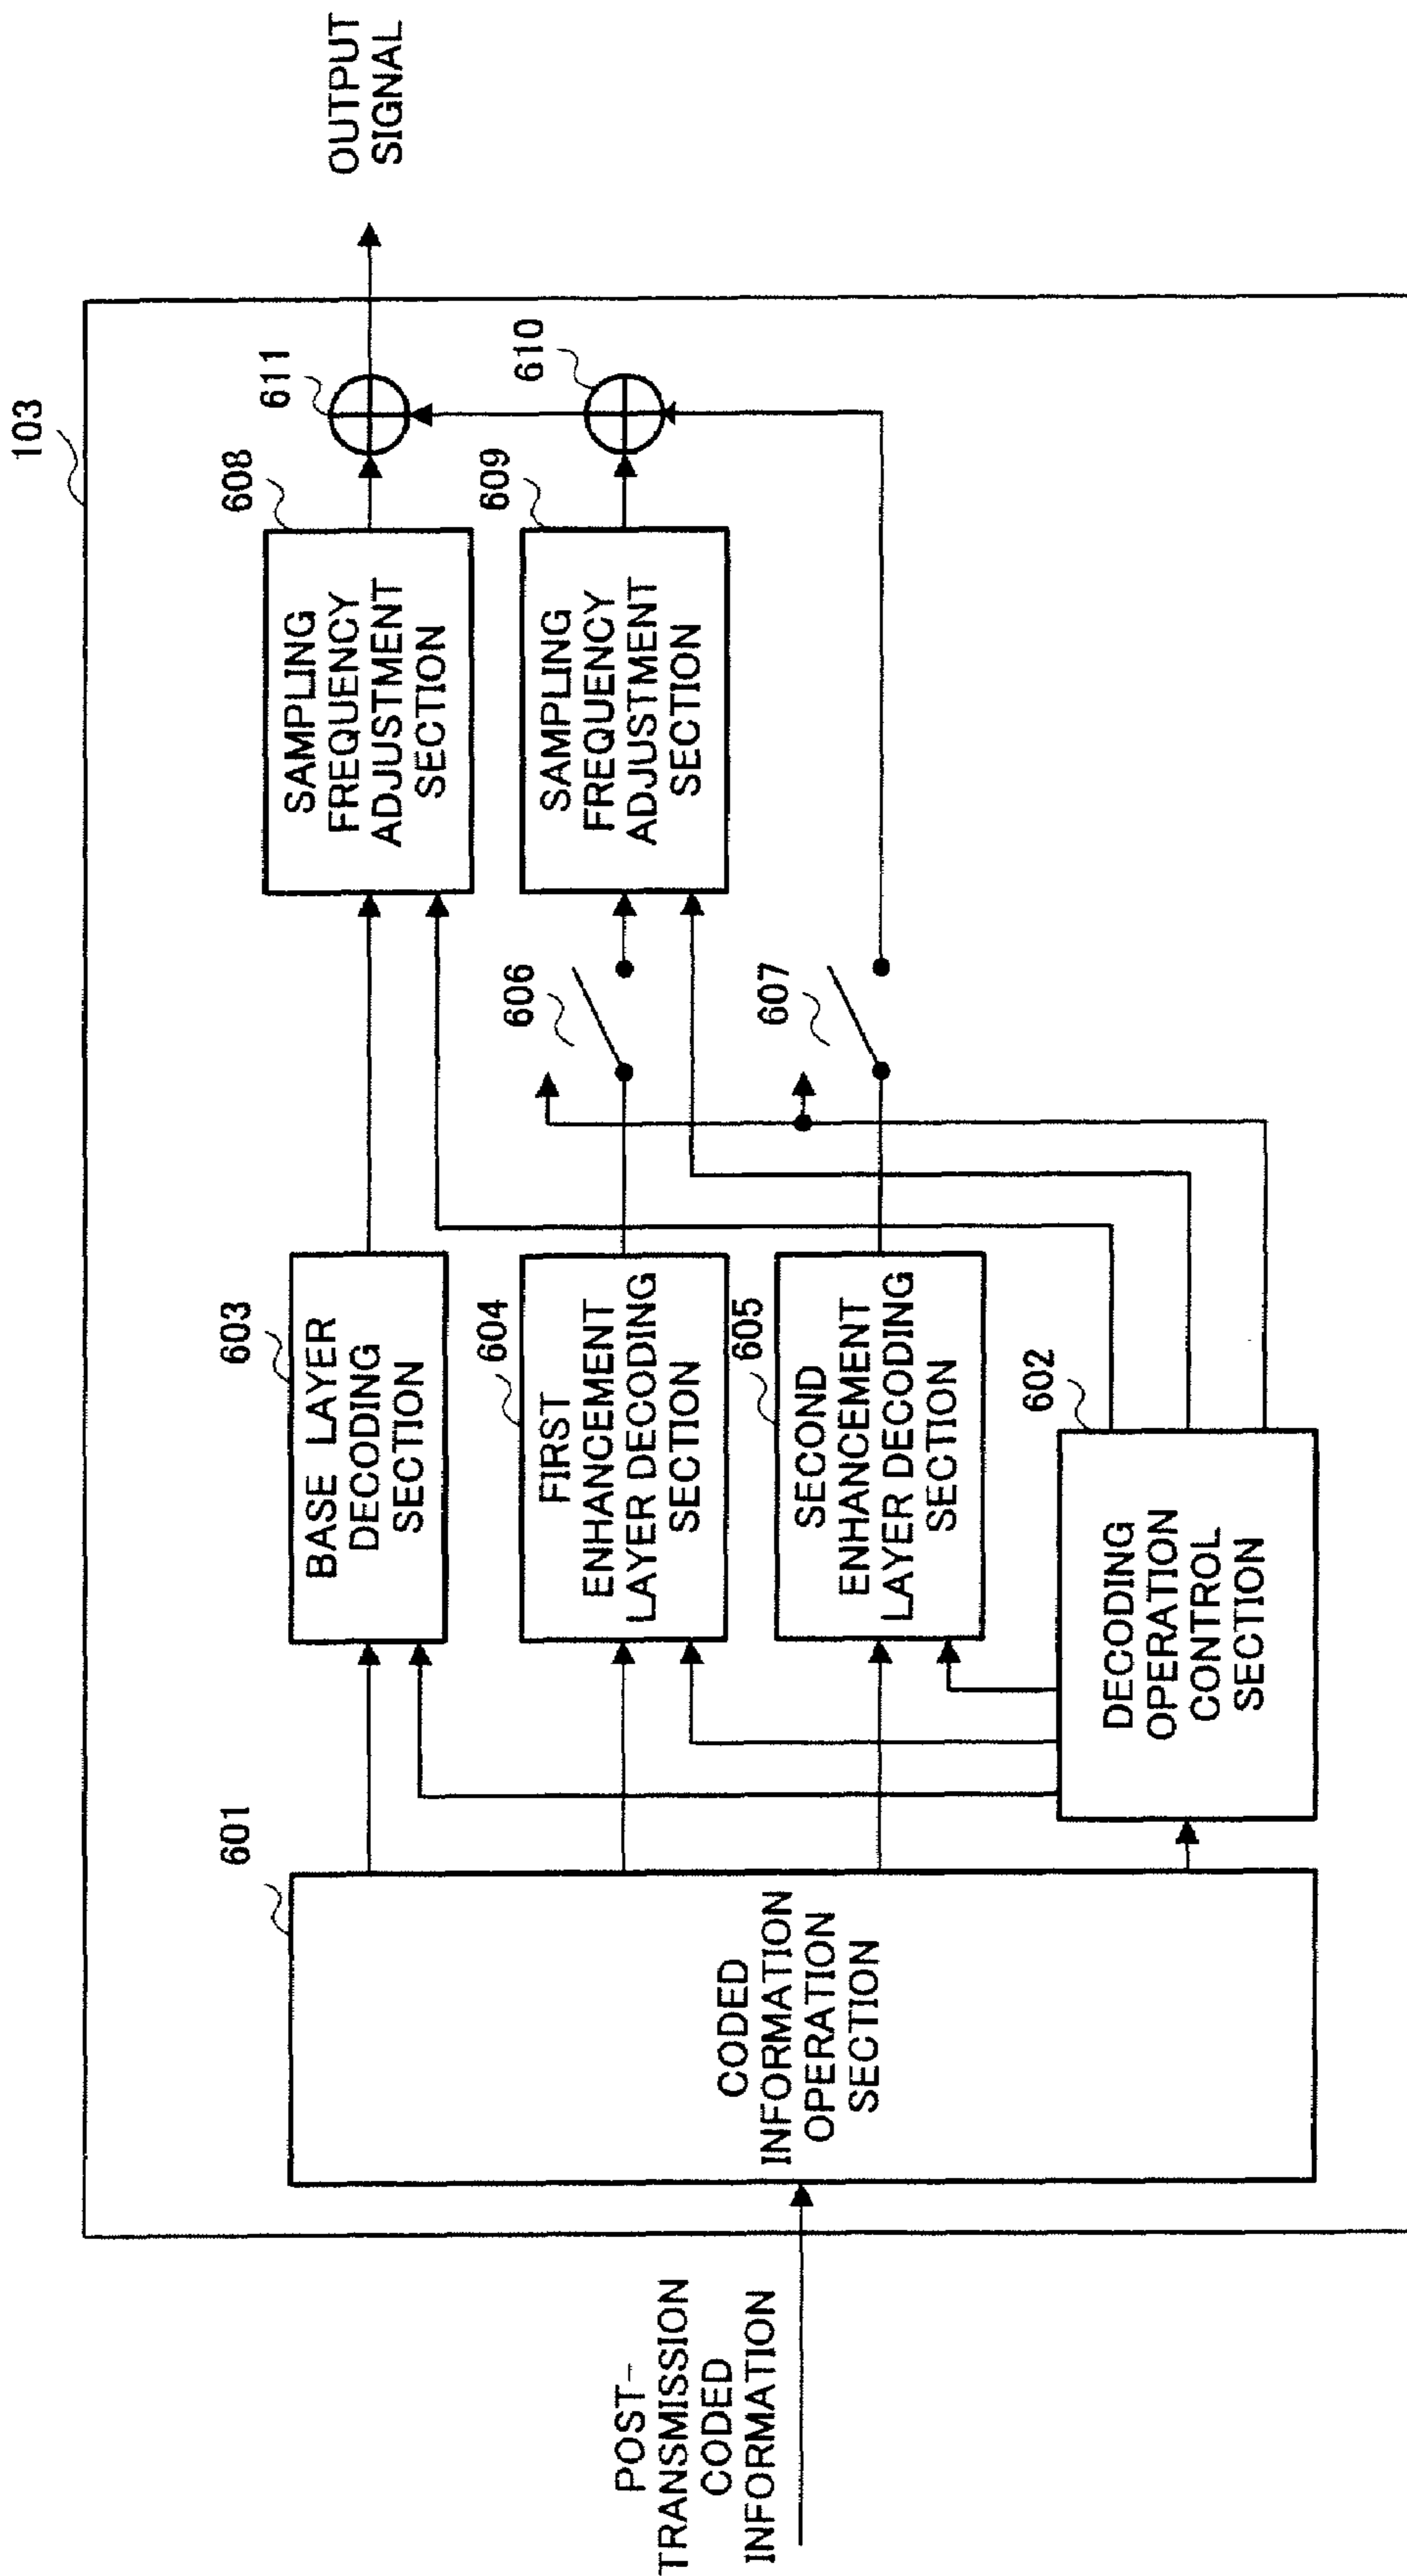 103
POST-
TRANSMISSION
CODED
INFORMATION
601
CODED
INFORMATION
OPERATION
SECTION
603
BASE LAYER
DECODING
SECTION
604
FIRST
ENHANCEMENT
LAYER DECODING
SECTION
605
SECOND
ENHANCEMENT
LAYER DECODING
SECTION
602
DECODING
OPERATION
CONTROL
SECTION
606
607
608
SAMPLING
FREQUENCY
ADJUSTMENT
SECTION
609
SAMPLING
FREQUENCY
ADJUSTMENT
SECTION
611
610
OUTPUT
SIGNAL